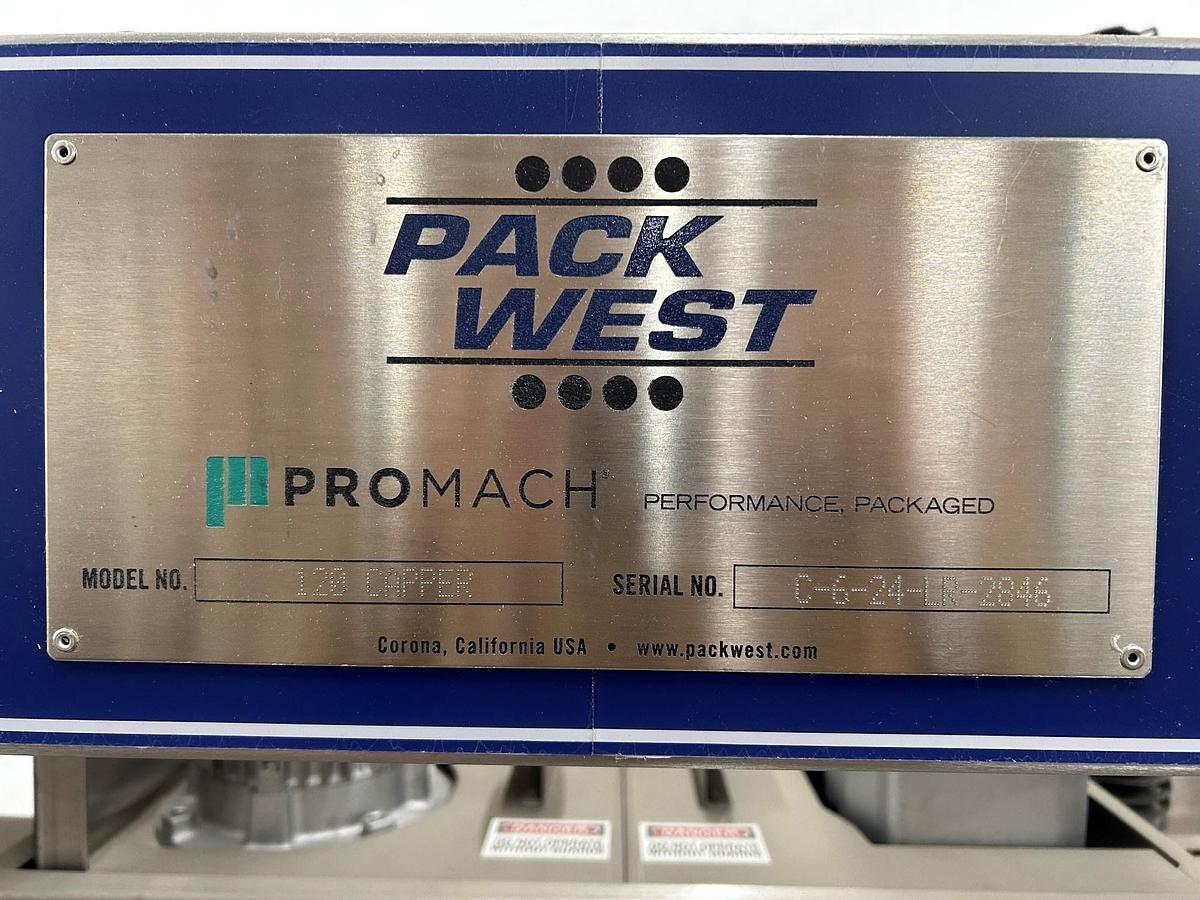 PACK
WEST
PROMACH® PERFORMANCE, PACKAGED
MODEL NO. 120 CAPPER SERIAL NO. C-6-24-LR-2846
Corona, California USA • www.packwest.com